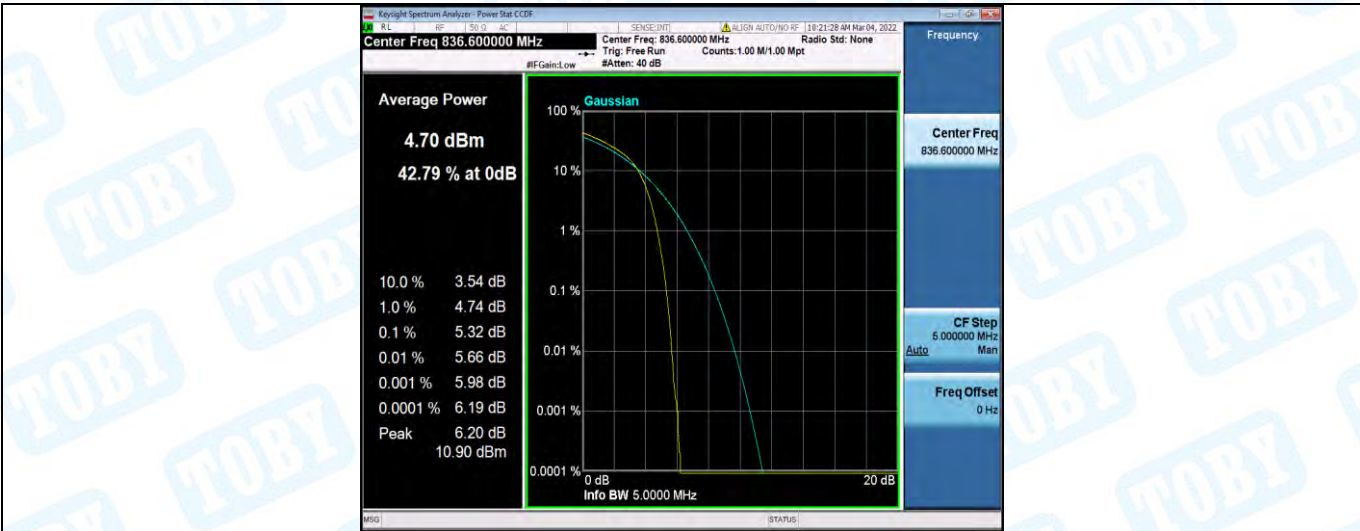 Keysight Spectrum Analyzer - Power Stat CCDF
RL RF 50 Ω AC SENSE:INT ALIGN AUTO/NO RF 10:21:28 AM Mar 04, 2022
Center Freq 836.600000 MHz
Center Freq: 836.600000 MHz Radio Std: None
Trig: Free Run Counts:1.00 M/1.00 Mpt
#IFGain:Low #Atten: 40 dB
Frequency
Average Power
4.70 dBm
42.79 % at 0dB
10.0 % 3.54 dB
1.0 % 4.74 dB
0.1 % 5.32 dB
0.01 % 5.66 dB
0.001 % 5.98 dB
0.0001 % 6.19 dB
Peak 6.20 dB
10.90 dBm
Gaussian
100 %
10 %
1 %
0.1 %
0.01 %
0.001 %
0.0001 %
0 dB 20 dB
Info BW 5.0000 MHz
Center Freq
836.600000 MHz
CF Step
5.000000 MHz
Auto Man
Freq Offset
0 Hz
MSG STATUS
TOBY